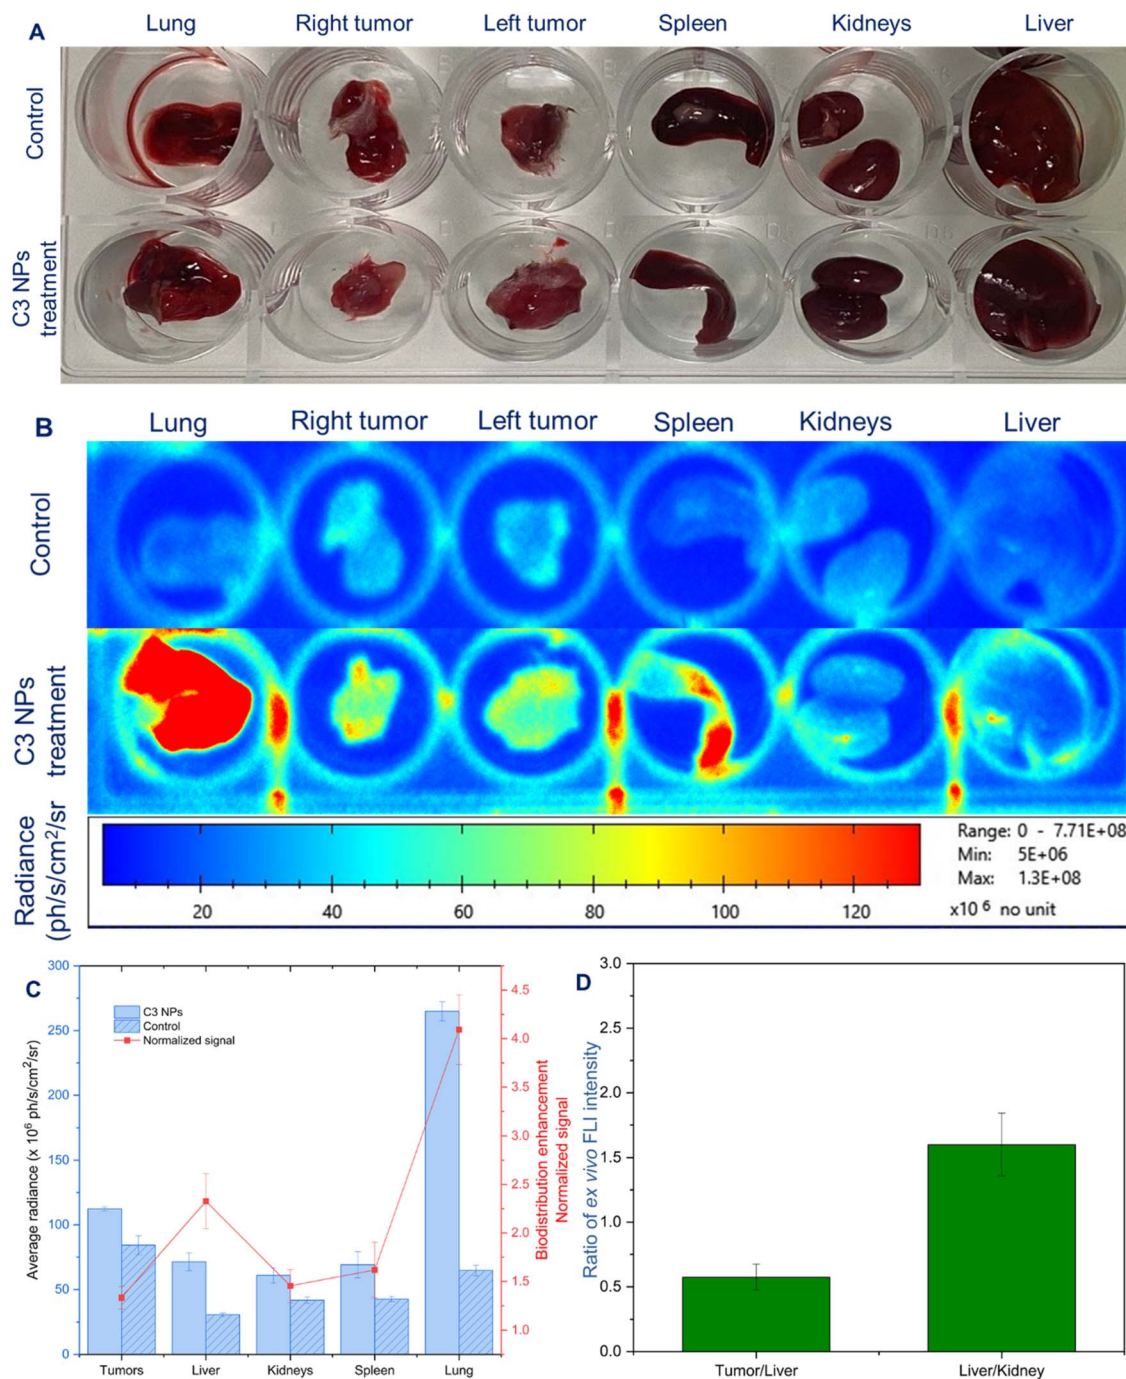 A
Lung Right tumor Left tumor Spleen Kidneys Liver
Control
C3 NPs
treatment
B
Lung Right tumor Left tumor Spleen Kidneys Liver
Control
C3 NPs
treatment
Radiance
(ph/s/cm²/sr)
20 40 60 80 100 120
Range: 0 - 7.71E+08
Min: 5E+06
Max: 1.3E+08
x10⁶ no unit
C
C3 NPs
Control
Normalized signal
Average radiance (x 10⁶ ph/s/cm²/sr)
300
250
200
150
100
50
0
4.5
4.0
3.5
3.0
2.5
2.0
1.5
1.0
Biodistribution enhancement
Normalized signal
Tumors Liver Kidneys Spleen Lung
D
Ratio of ex vivo FLI intensity
3.0
2.5
2.0
1.5
1.0
0.5
0.0
Tumor/Liver Liver/Kidney